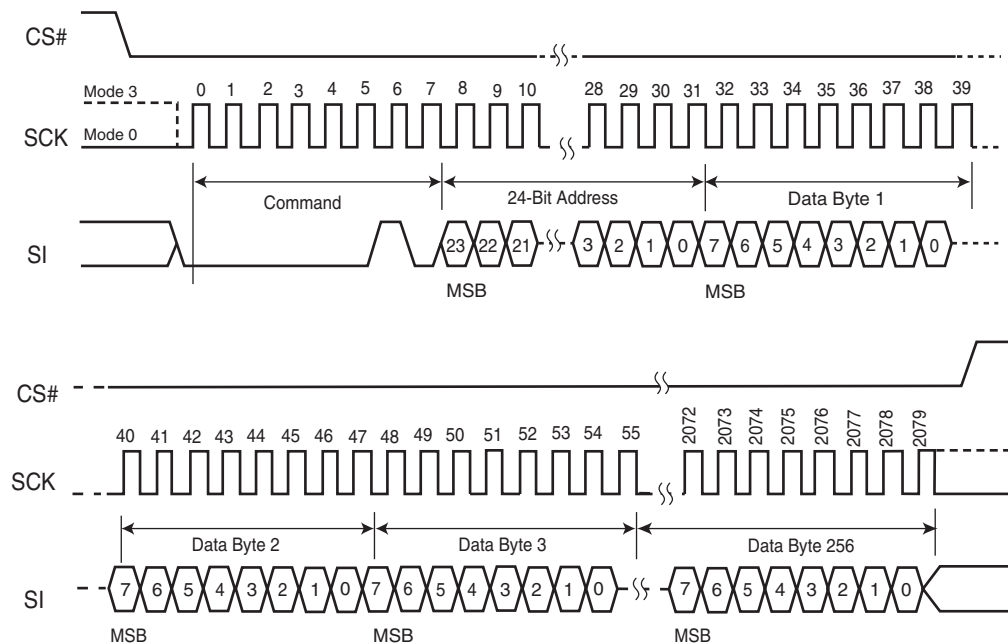 CS#
Mode 3
0 1 2 3 4 5 6 7 8 9 10 28 29 30 31 32 33 34 35 36 37 38 39
SCK
Mode 0
Command
24-Bit Address
Data Byte 1
SI
23 22 21 3 2 1 0 7 6 5 4 3 2 1 0
MSB
MSB
CS#
40 41 42 43 44 45 46 47 48 49 50 51 52 53 54 55 2072 2073 2074 2075 2076 2077 2078 2079
SCK
Data Byte 2
Data Byte 3
Data Byte 256
SI
7 6 5 4 3 2 1 0 7 6 5 4 3 2 1 0 7 6 5 4 3 2 1 0
MSB
MSB
MSB